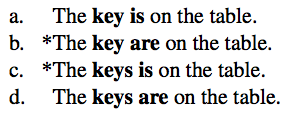 a. The key is on the table.
b. *The key are on the table.
c. *The keys is on the table.
d. The keys are on the table.